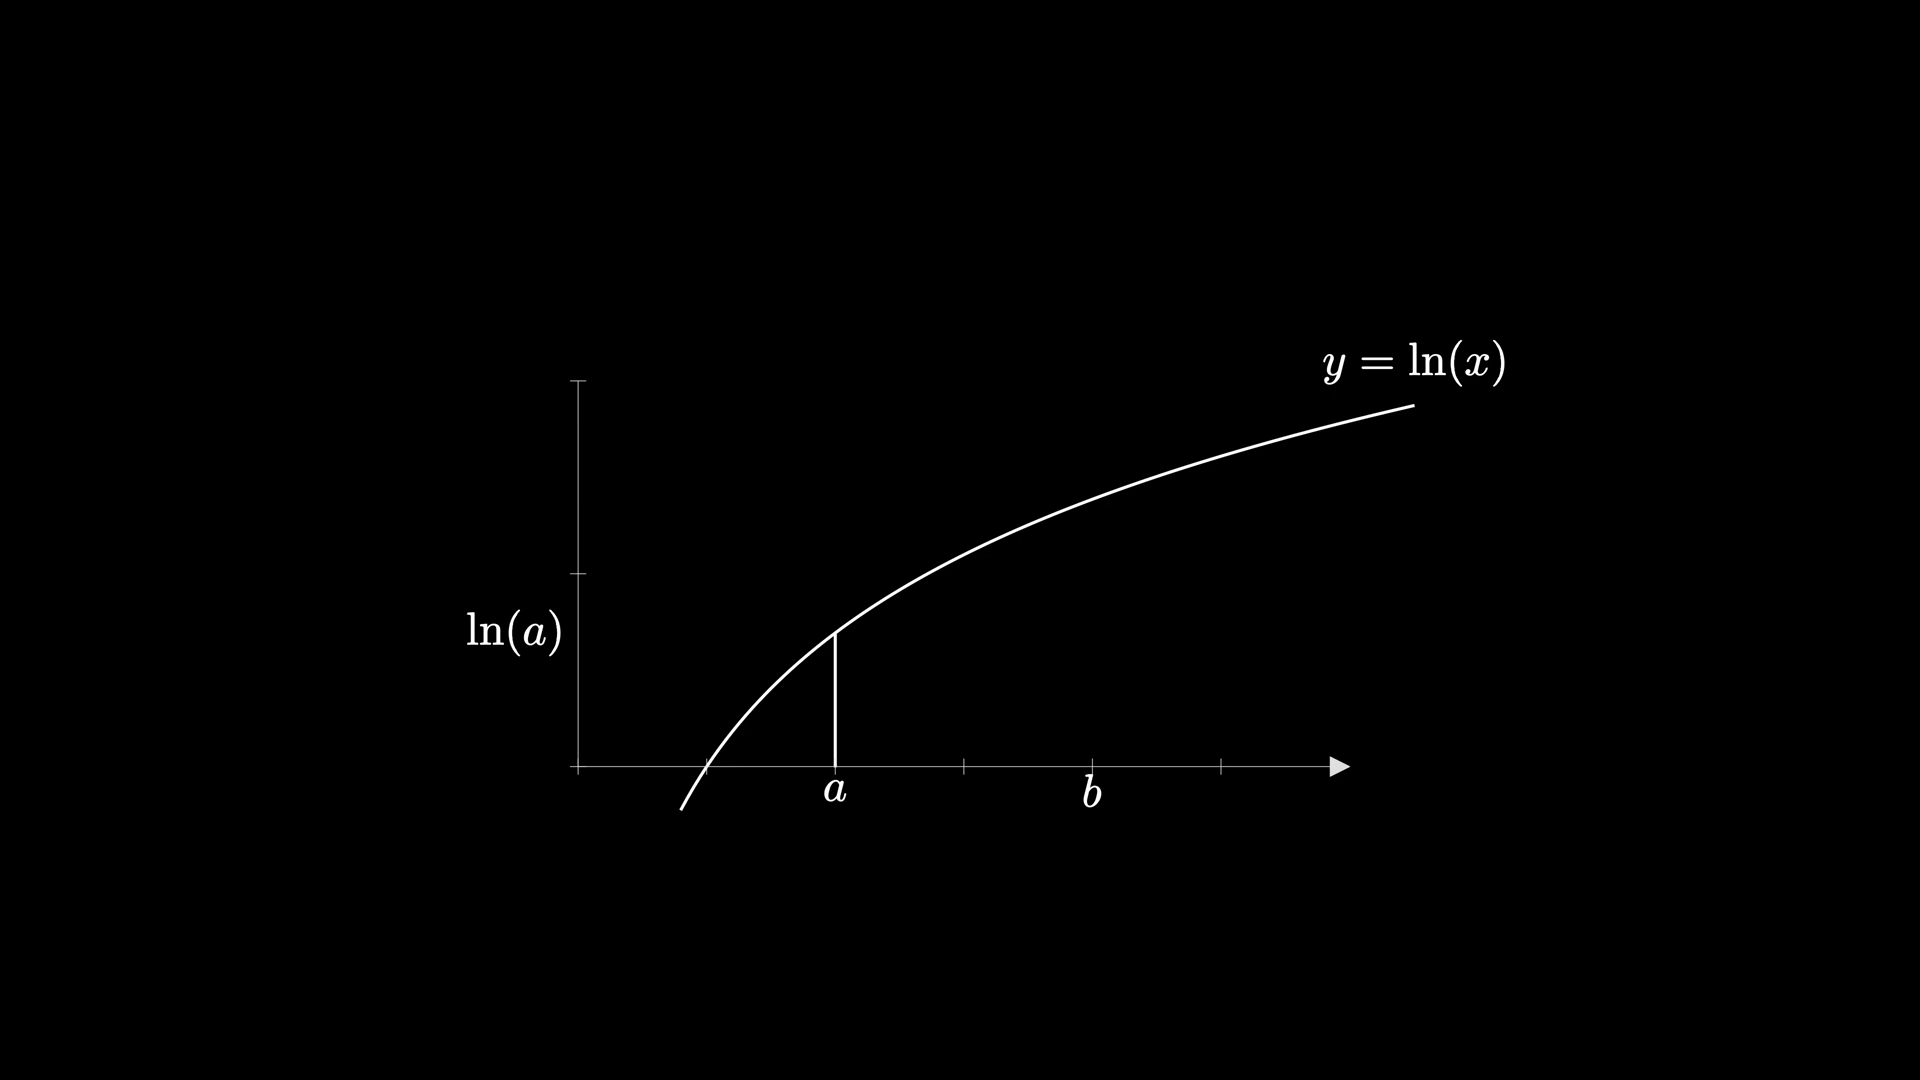 y = ln(x)
ln(a)
a
b